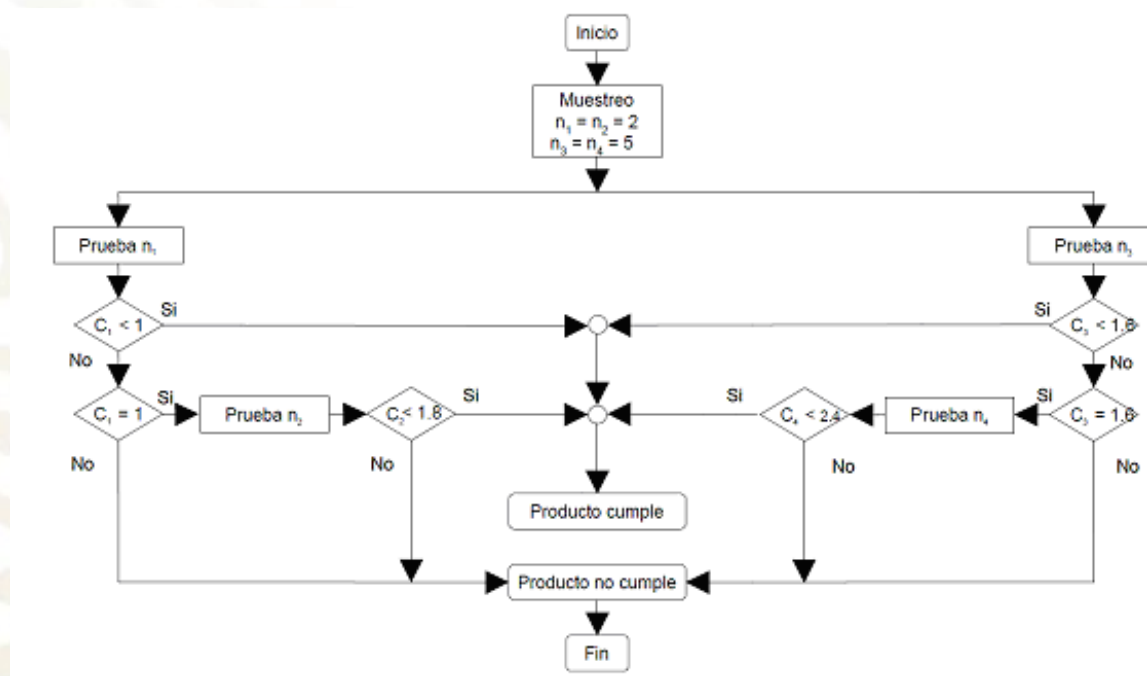 Inicio
Muestreo
n₁ = n₂ = 2
n₃ = n₄ = 5
Prueba n₁
Prueba n₃
C₁ < 1
Si
Si
C₃ < 1.6
No
No
C₁ = 1
Si
Prueba n₂
C₂ < 1.8
Si
Si
C₄ < 2.4
Prueba n₄
Si
C₃ = 1.6
No
No
No
No
Producto cumple
Producto no cumple
Fin